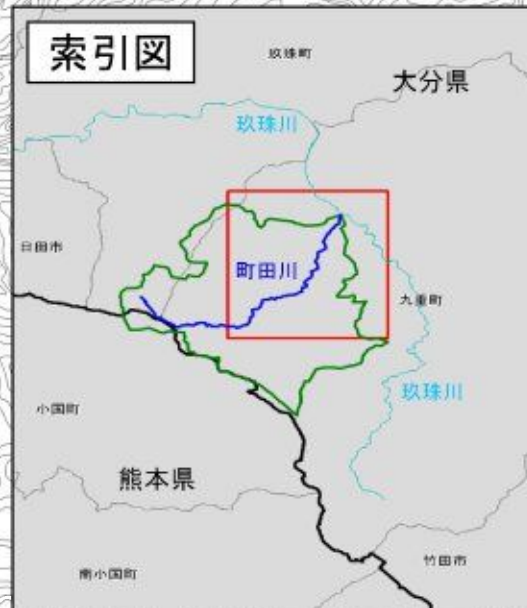 索引図
玖珠町
大分県
玖珠川
日田市
町田川
九重町
玖珠川
小国町
熊本県
竹田市
南小国町